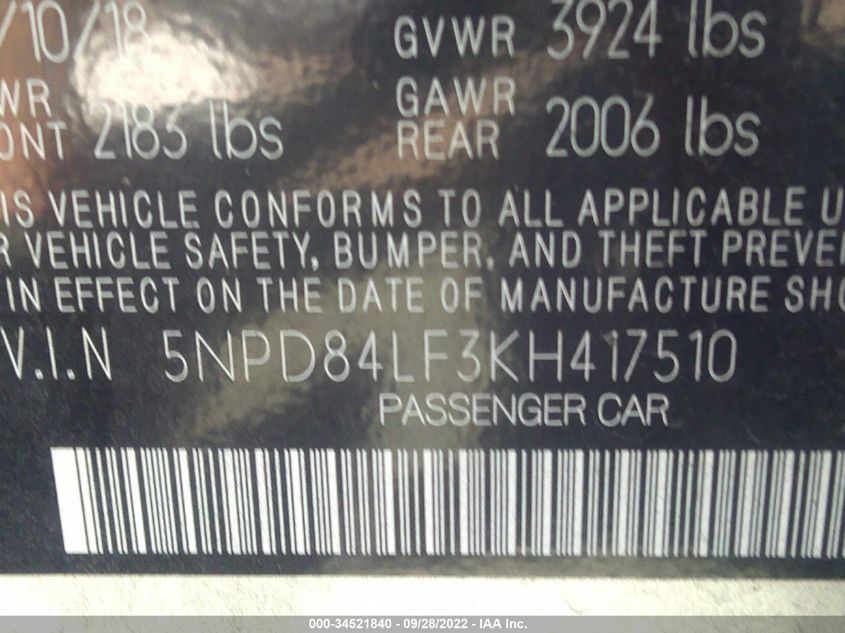 /10/18 GVWR 3924 lbs
WR GAWR
ONT 2183 lbs REAR 2006 lbs
IS VEHICLE CONFORMS TO ALL APPLICABLE U
R VEHICLE SAFETY, BUMPER, AND THEFT PREVE
IN EFFECT ON THE DATE OF MANUFACTURE SHO
V.I.N 5NPD84LF3KH417510
PASSENGER CAR
000-34521840 - 09/28/2022 - IAA Inc.